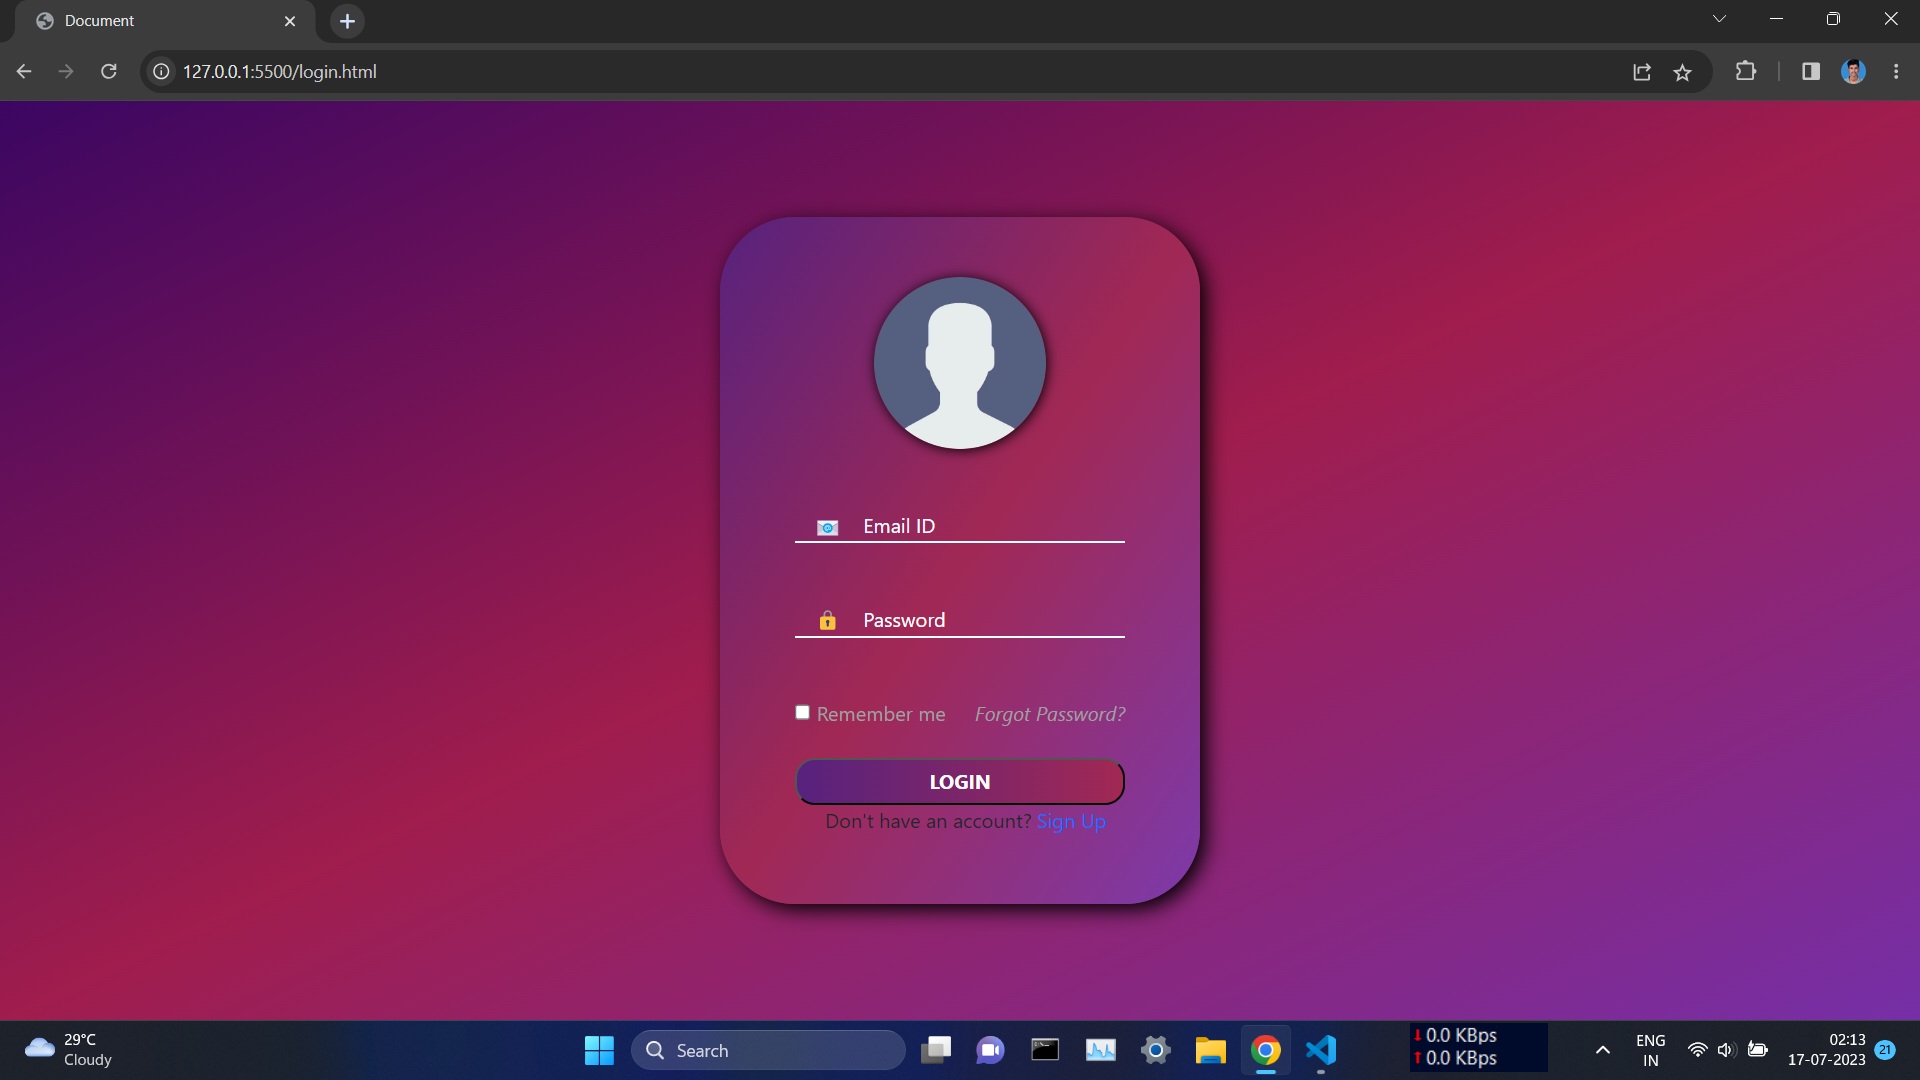 Document
127.0.0.1:5500/login.html
Email ID
Password
Remember me Forgot Password?
LOGIN
Don't have an account? Sign Up
29°C
Cloudy
Search
0.0 KBps
0.0 KBps
ENG
IN
02:13
17-07-2023
21